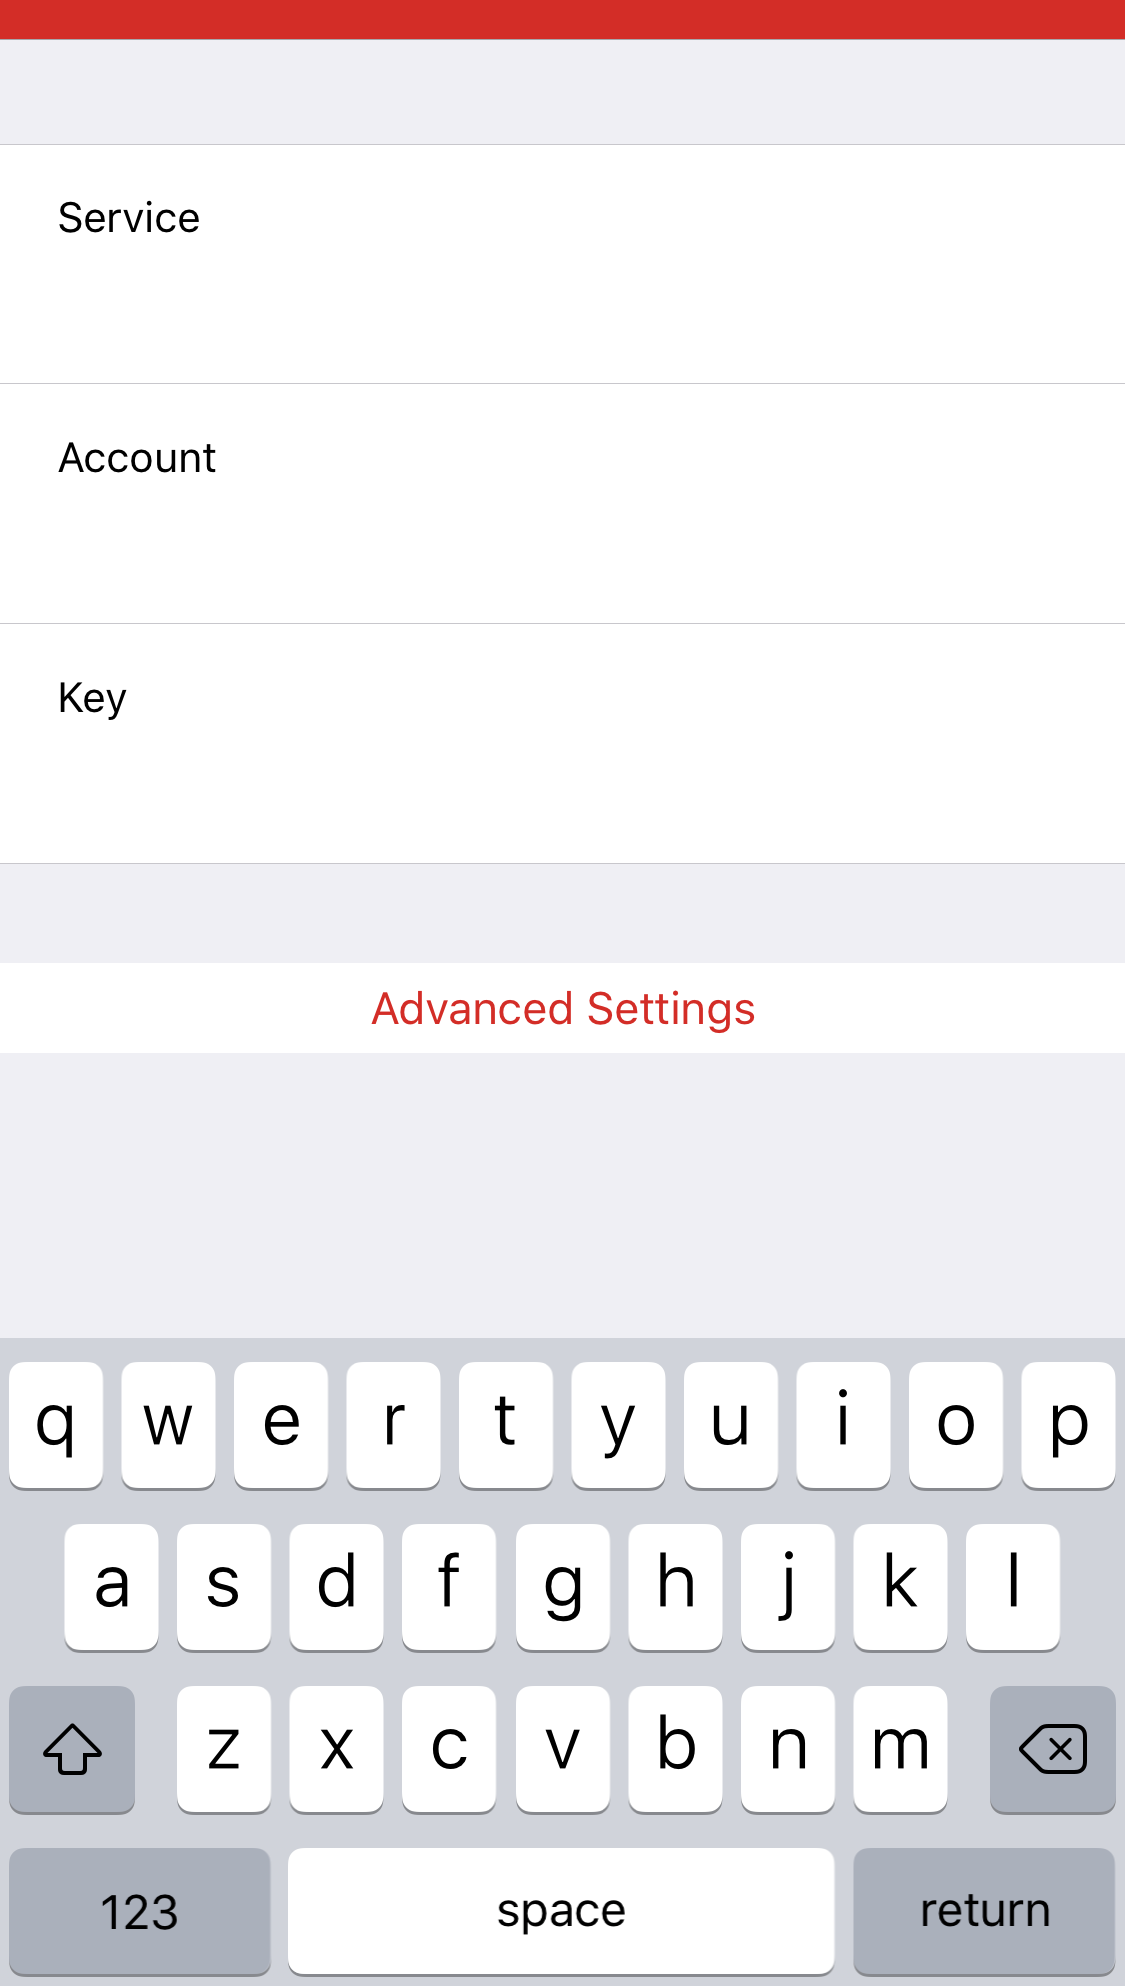 Service
Account
Key
Advanced Settings
q w e r t y u i o p
a s d f g h j k l
z x c v b n m
123 space return